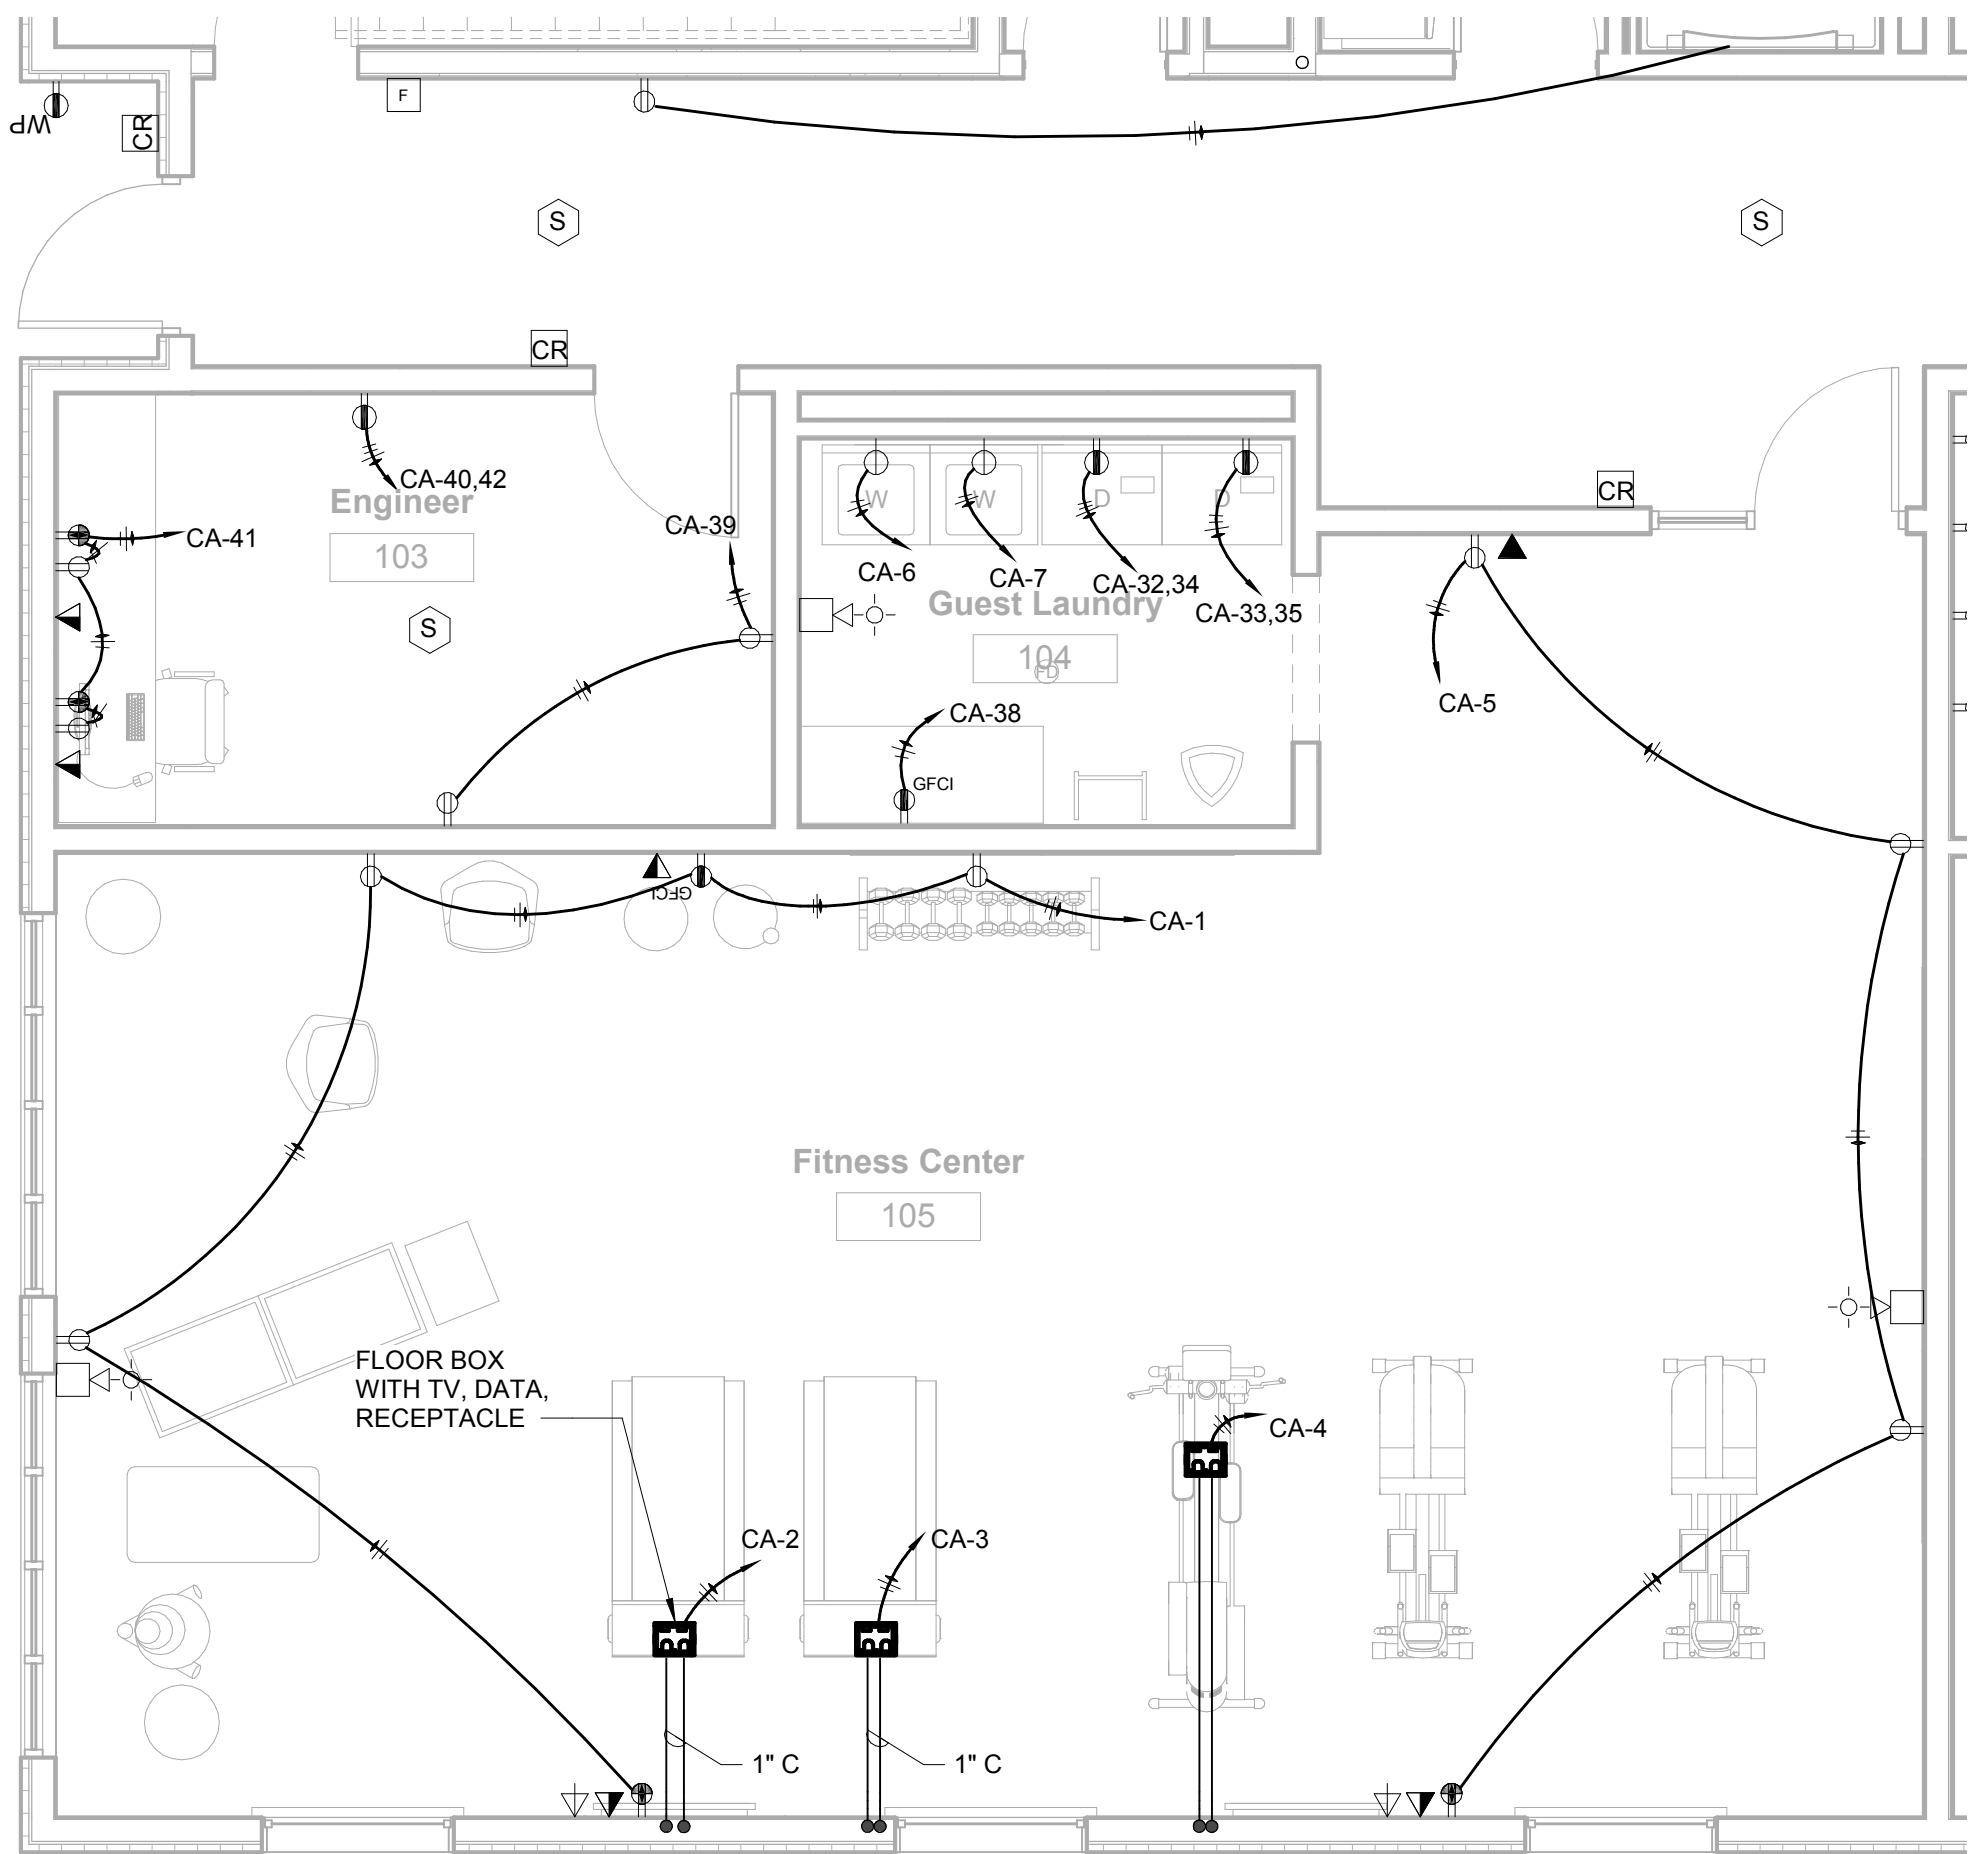 F
WP
CR
S
S
CR
CA-40,42
Engineer
103
CA-41
CA-39
S
W
W
D
D
CA-6
CA-7
CA-32,34
CA-33,35
Guest Laundry
104
FD
CA-38
GFCI
CR
CA-5
GFCI
CA-1
Fitness Center
105
FLOOR BOX
WITH TV, DATA,
RECEPTACLE
CA-2
CA-3
CA-4
1" C
1" C